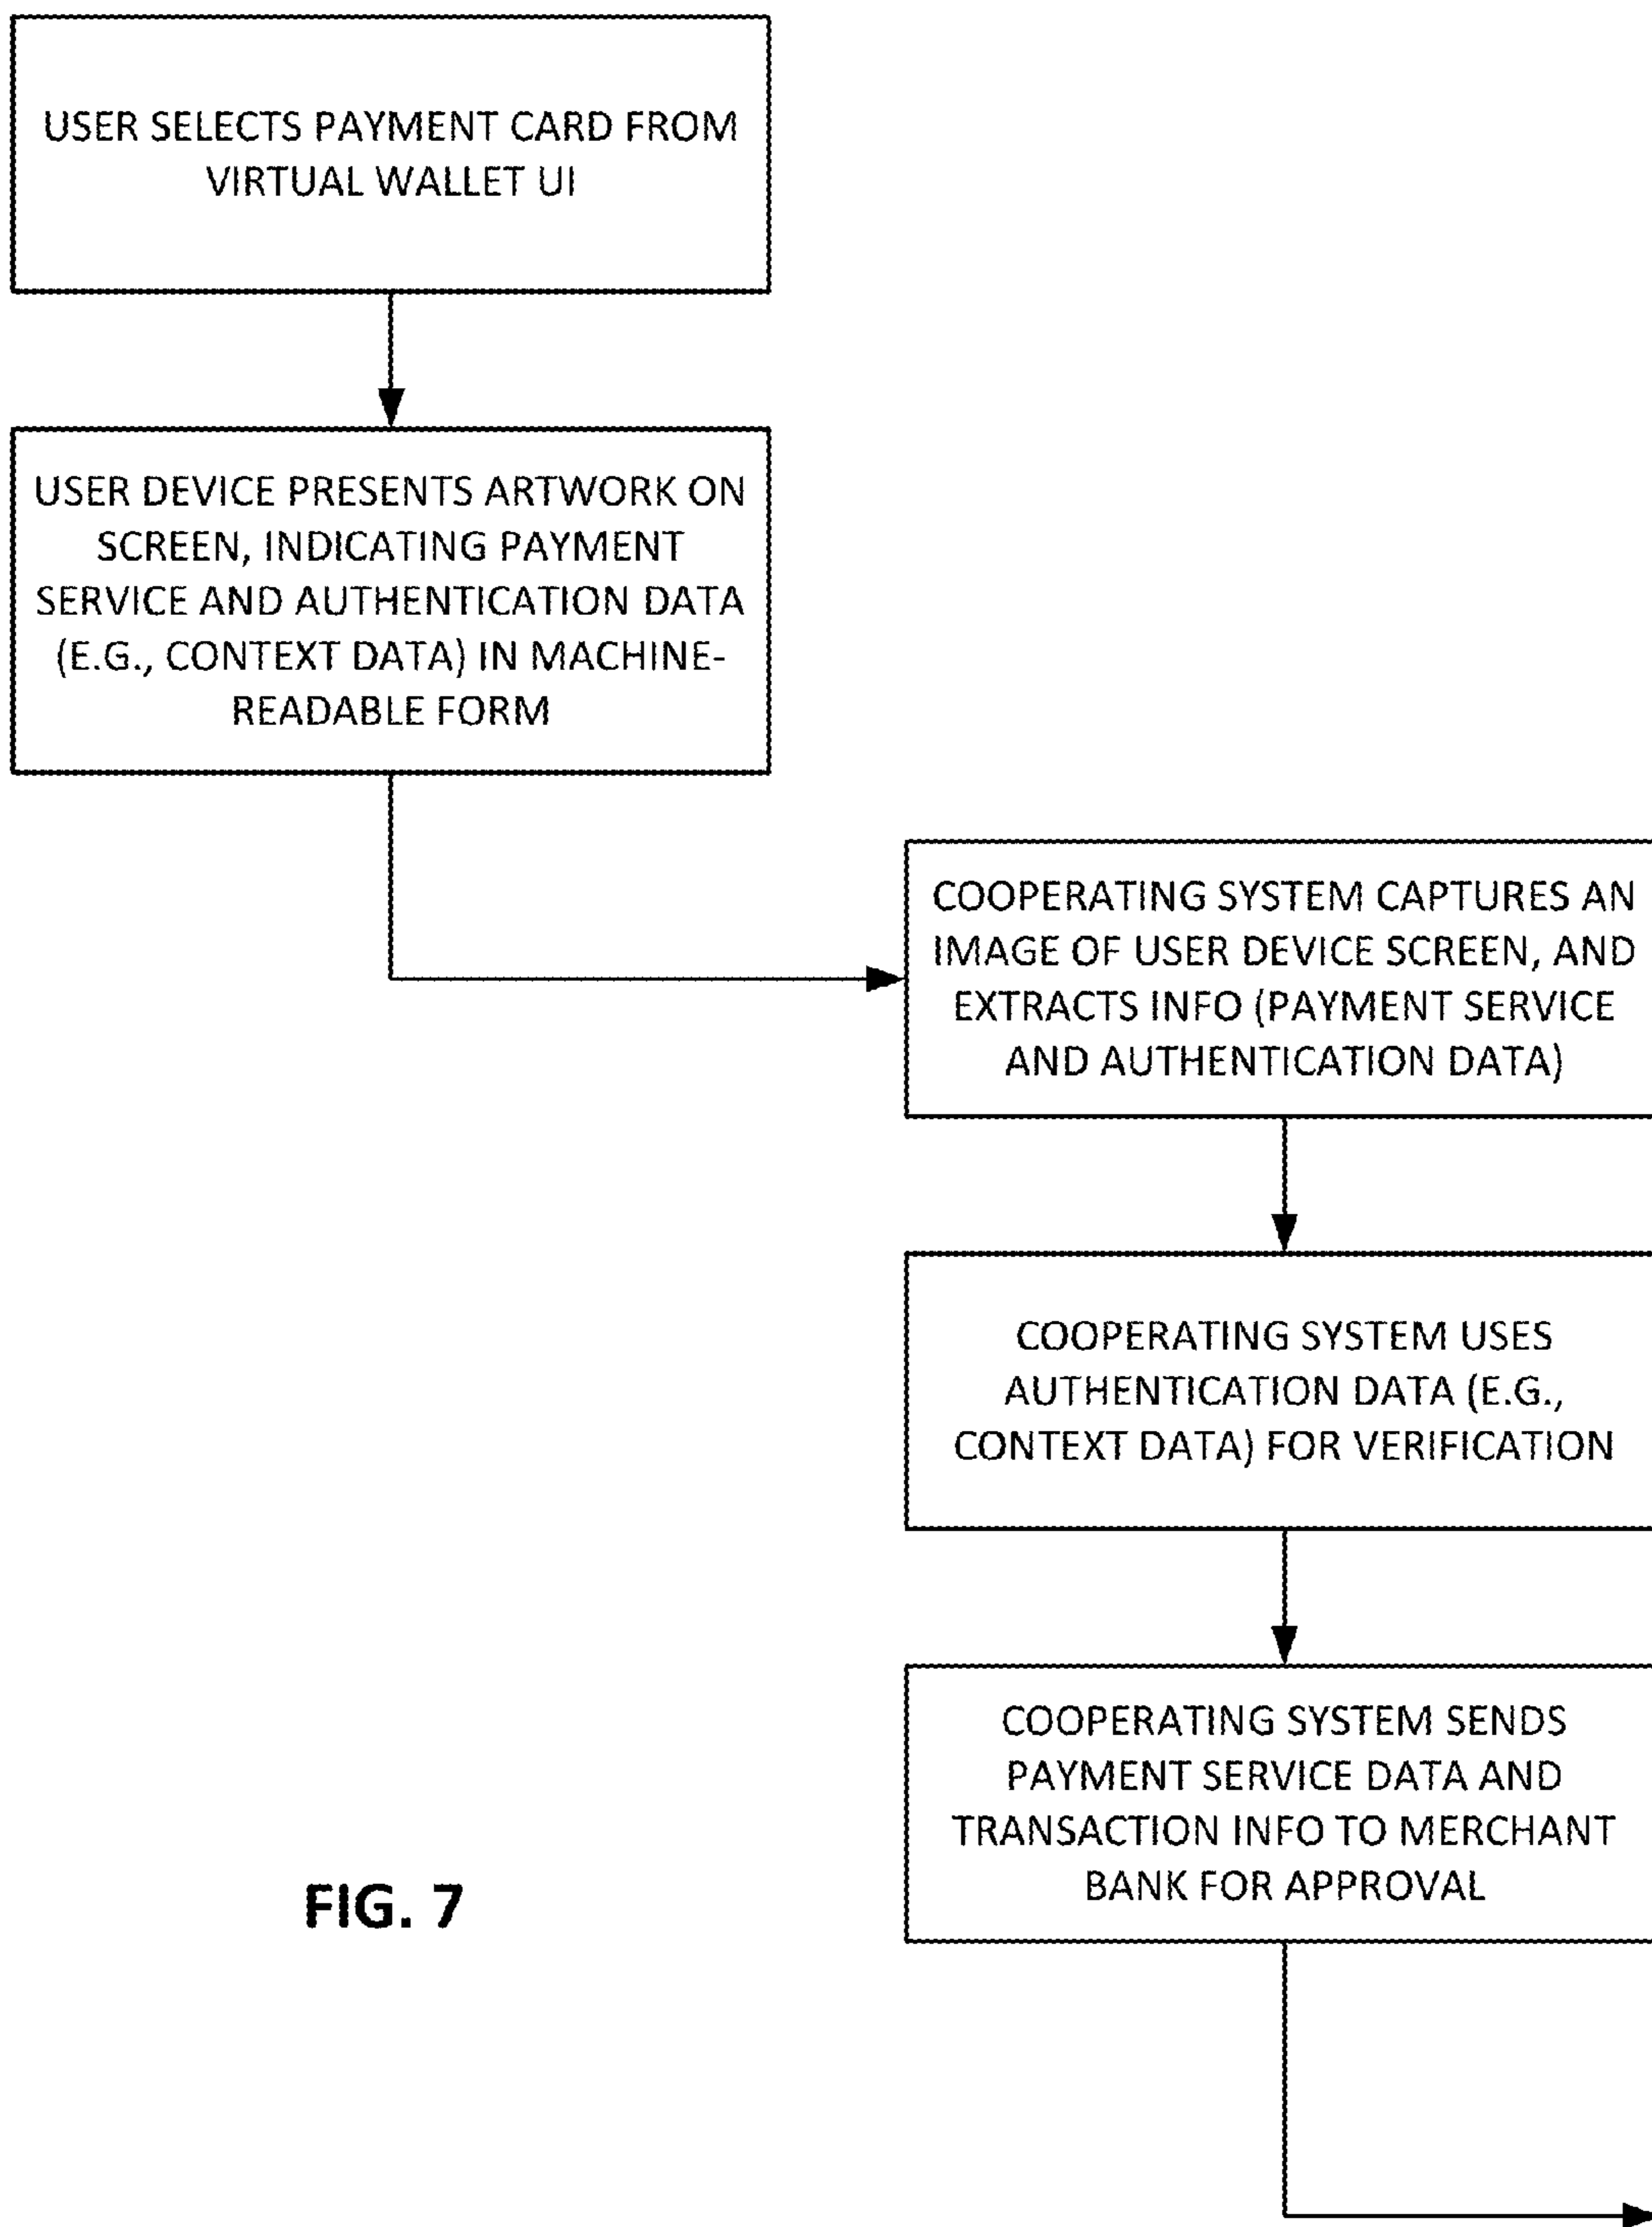 USER SELECTS PAYMENT CARD FROM
VIRTUAL WALLET UI
USER DEVICE PRESENTS ARTWORK ON
SCREEN, INDICATING PAYMENT
SERVICE AND AUTHENTICATION DATA
(E.G., CONTEXT DATA) IN MACHINE-
READABLE FORM
COOPERATING SYSTEM CAPTURES AN
IMAGE OF USER DEVICE SCREEN, AND
EXTRACTS INFO (PAYMENT SERVICE
AND AUTHENTICATION DATA)
COOPERATING SYSTEM USES
AUTHENTICATION DATA (E.G.,
CONTEXT DATA) FOR VERIFICATION
COOPERATING SYSTEM SENDS
PAYMENT SERVICE DATA AND
TRANSACTION INFO TO MERCHANT
BANK FOR APPROVAL
FIG. 7